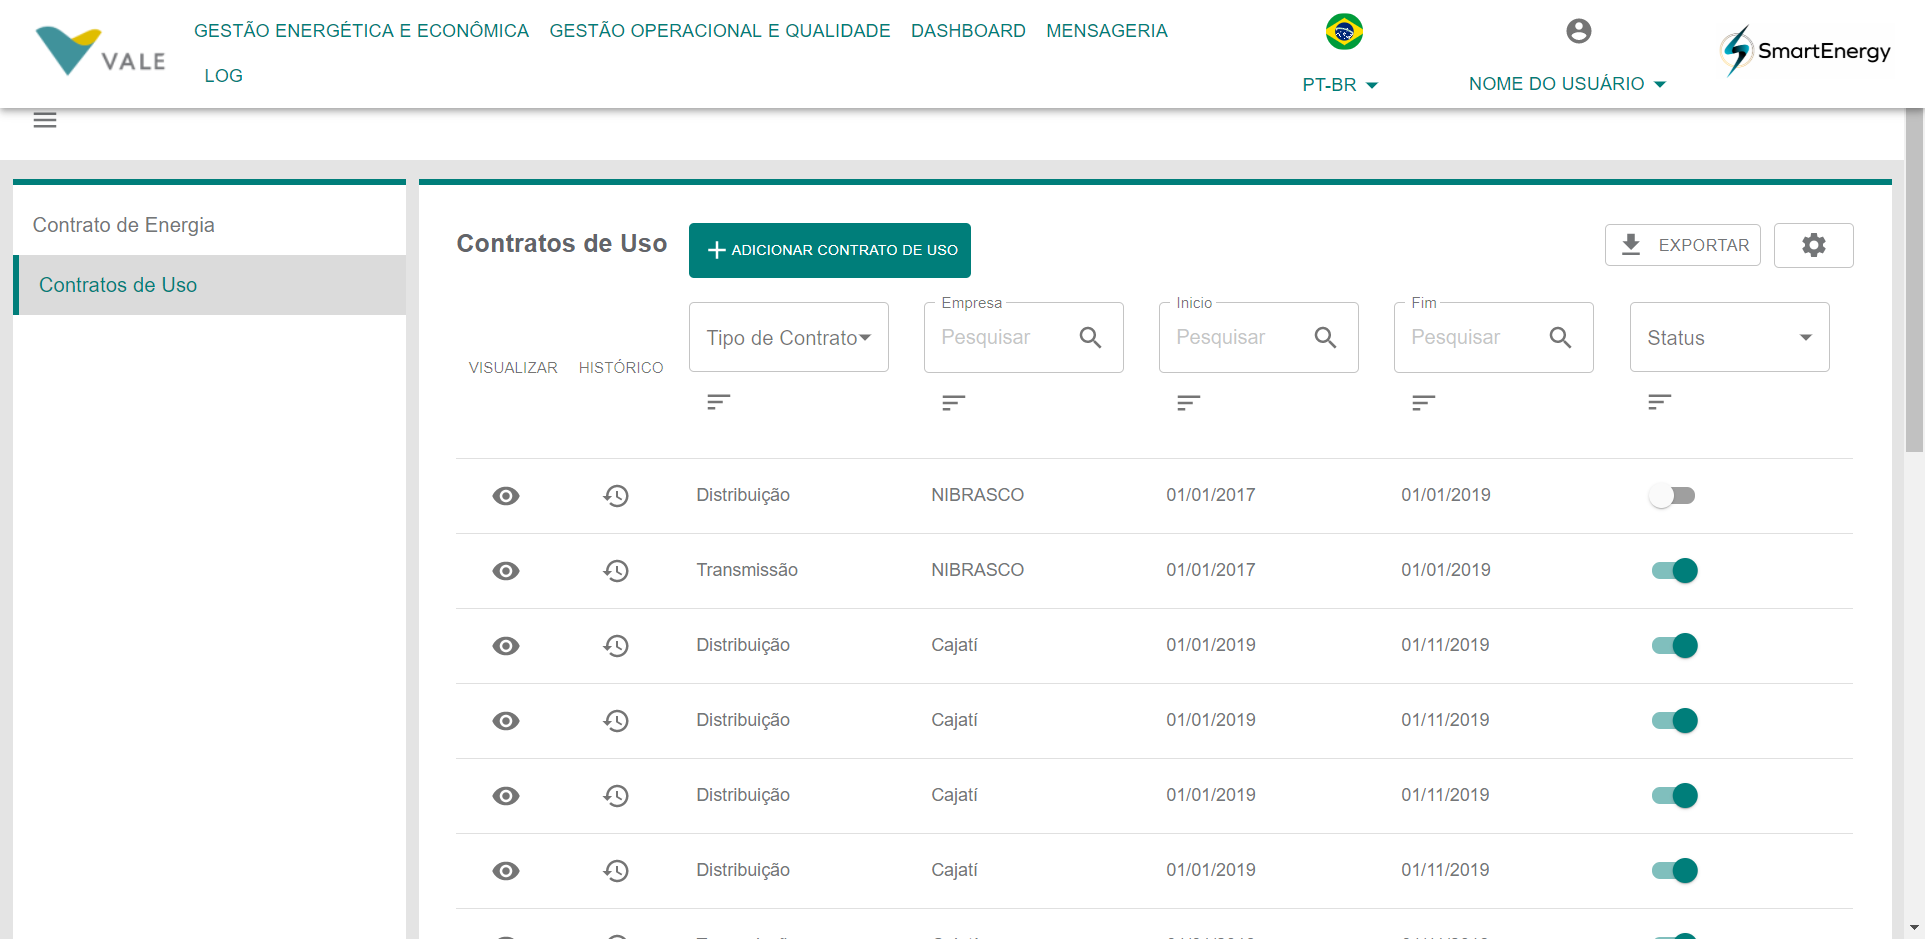 VALE
GESTÃO ENERGÉTICA E ECONÔMICA GESTÃO OPERACIONAL E QUALIDADE DASHBOARD MENSAGERIA
LOG
PT-BR
NOME DO USUÁRIO
SmartEnergy
Contrato de Energia
Contratos de Uso
Contratos de Uso
ADICIONAR CONTRATO DE USO
EXPORTAR
VISUALIZAR HISTÓRICO
Tipo de Contrato
Empresa
Pesquisar
Inicio
Pesquisar
Fim
Pesquisar
Status
Distribuição NIBRASCO 01/01/2017 01/01/2019
Transmissão NIBRASCO 01/01/2017 01/01/2019
Distribuição Cajatí 01/01/2019 01/11/2019
Distribuição Cajatí 01/01/2019 01/11/2019
Distribuição Cajatí 01/01/2019 01/11/2019
Distribuição Cajatí 01/01/2019 01/11/2019